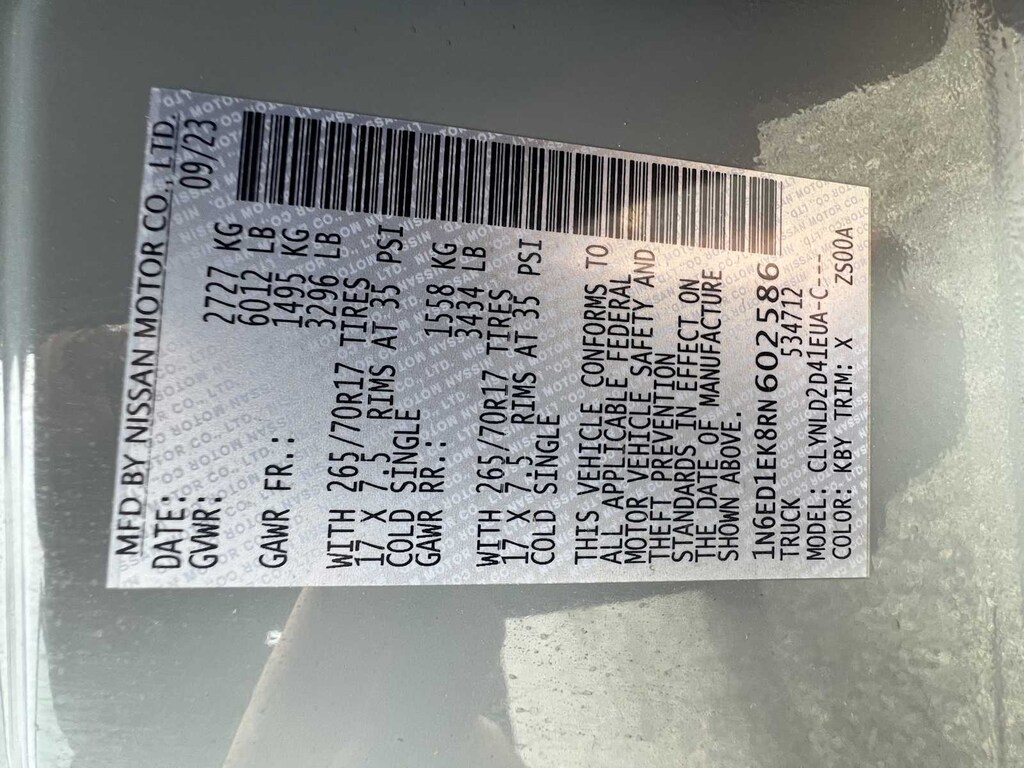 MFD BY NISSAN MOTOR CO., LTD.
DATE: 09/23
GVWR: 2727 KG
6012 LB
GAWR FR.: 1495 KG
3296 LB
WITH 265/70R17 TIRES
17 X 7.5 RIMS AT 35 PSI
COLD SINGLE
GAWR RR.: 1558 KG
3434 LB
WITH 265/70R17 TIRES
17 X 7.5 RIMS AT 35 PSI
COLD SINGLE
THIS VEHICLE CONFORMS TO
ALL APPLICABLE FEDERAL
MOTOR VEHICLE SAFETY AND
THEFT PREVENTION
STANDARDS IN EFFECT ON
THE DATE OF MANUFACTURE
SHOWN ABOVE.
1N6ED1EK8RN602586
TRUCK 534712
MODEL: CLYNLD2D41EUA-C---
COLOR: KBY TRIM: X ZS00A